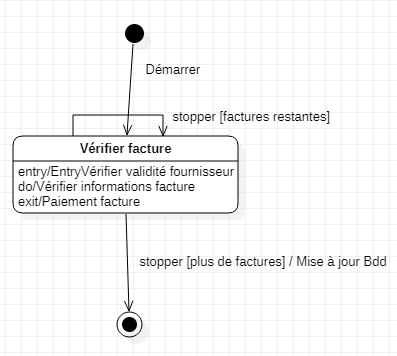 Démarrer
stopper [factures restantes]
Vérifier facture
entry/EntryVérifier validité fournisseur
do/Vérifier informations facture
exit/Paiement facture
stopper [plus de factures] / Mise à jour Bdd